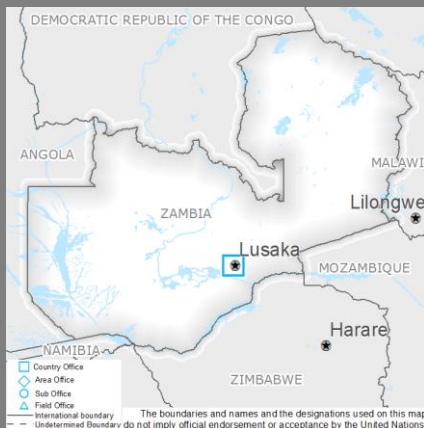 DEMOCRATIC REPUBLIC OF THE CONGO
ANGOLA
MALAWI
Lilongwe
ZAMBIA
Lusaka
MOZAMBIQUE
Harare
NAMIBIA
ZIMBABWE
Country Office
Area Office
Sub Office
Field Office
International boundary
Undetermined Boundary
The boundaries and names and the designations used on this map
do not imply official endorsement or acceptance by the United Nations.